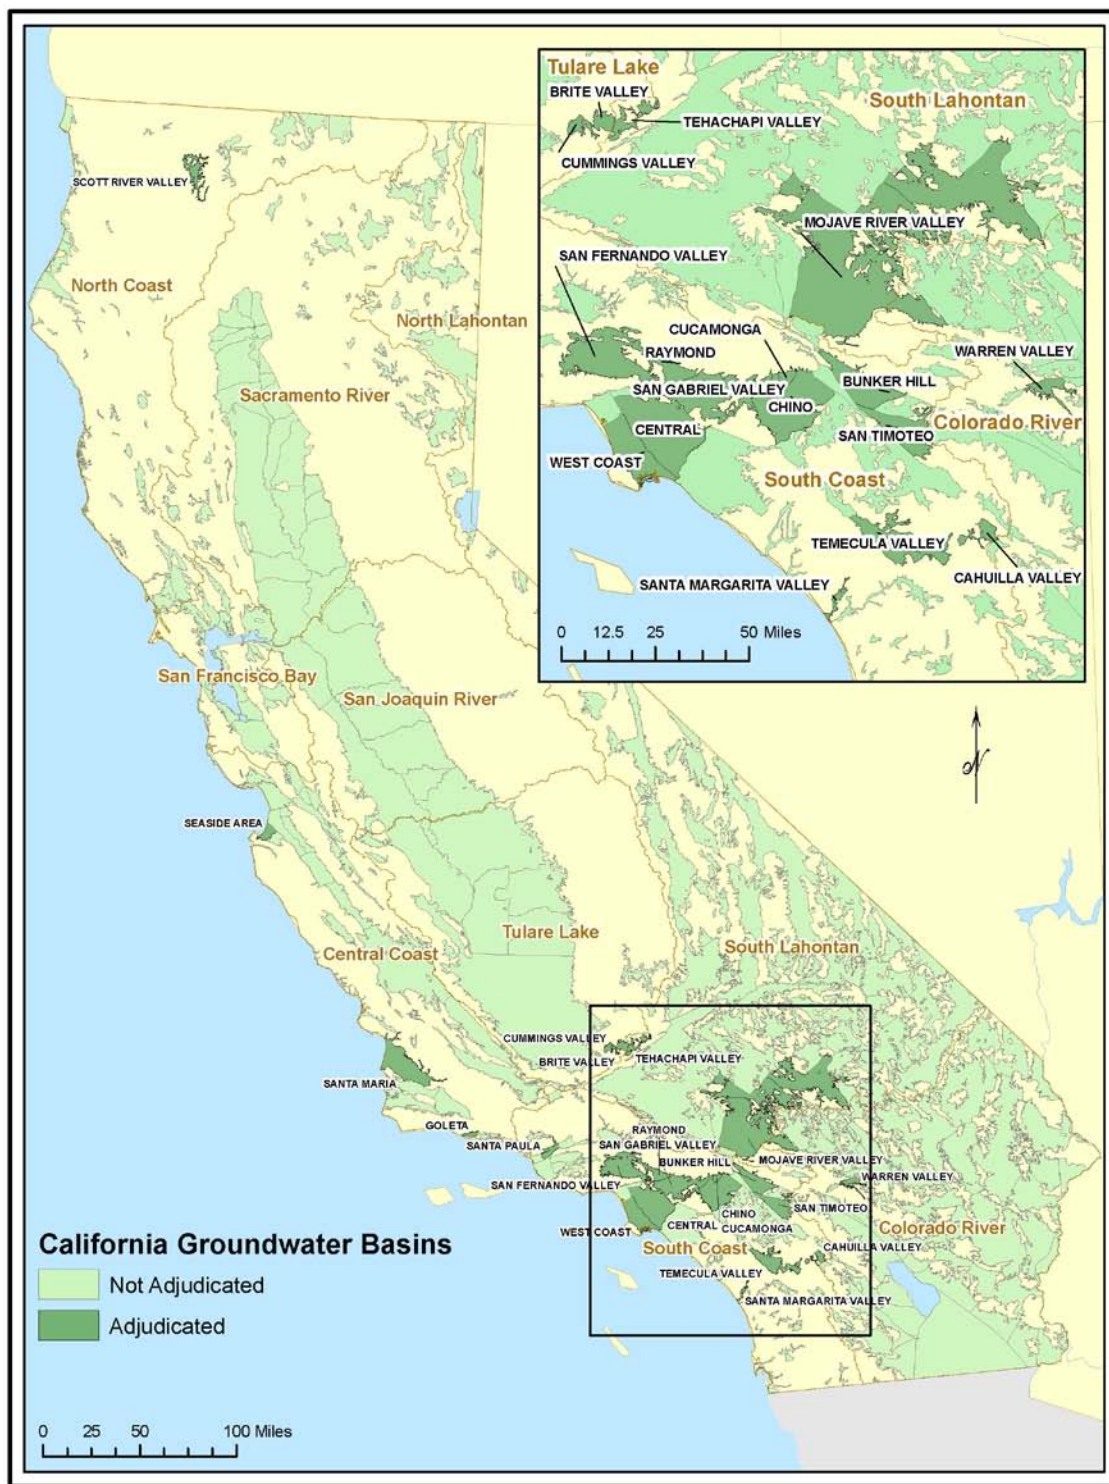 Tulare Lake
BRITE VALLEY
South Lahontan
TEHACHAPI VALLEY
CUMMINGS VALLEY
MOJAVE RIVER VALLEY
SAN FERNANDO VALLEY
CUCAMONGA
RAYMOND
WARREN VALLEY
SAN GABRIEL VALLEY
BUNKER HILL
CHINO
CENTRAL
SAN TIMOTEO
Colorado River
WEST COAST
South Coast
TEMECULA VALLEY
CAHUILLA VALLEY
SANTA MARGARITA VALLEY
0 12.5 25 50 Miles
SCOTT RIVER VALLEY
North Coast
North Lahontan
Sacramento River
San Francisco Bay
San Joaquin River
N
SEASIDE AREA
Tulare Lake
South Lahontan
Central Coast
CUMMINGS VALLEY
BRITE VALLEY
TEHACHAPI VALLEY
SANTA MARIA
GOLETA
SANTA PAULA
RAYMOND
SAN GABRIEL VALLEY
BUNKER HILL
MOJAVE RIVER VALLEY
WARREN VALLEY
SAN FERNANDO VALLEY
SAN TIMOTEO
CHINO
WEST COAST
CENTRAL
CUCAMONGA
Colorado River
South Coast
CAHUILLA VALLEY
TEMECULA VALLEY
SANTA MARGARITA VALLEY
California Groundwater Basins
Not Adjudicated
Adjudicated
0 25 50 100 Miles